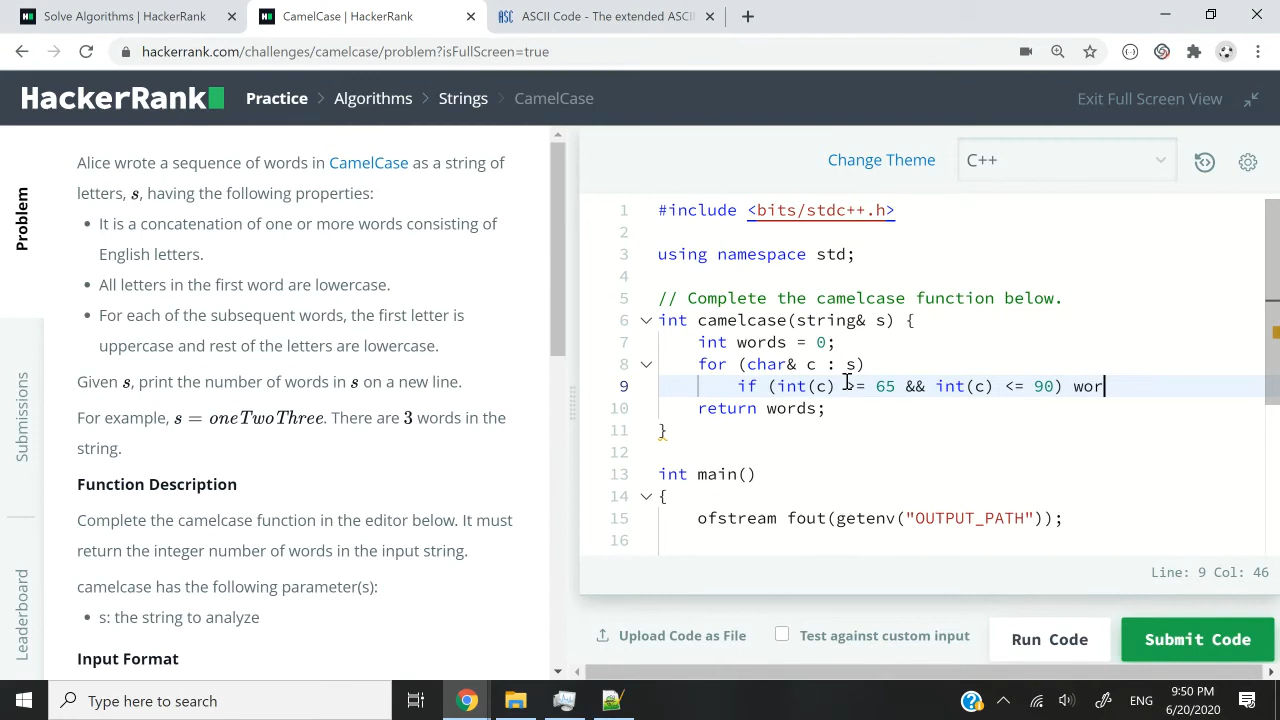 Solve Algorithms | HackerRank
CamelCase | HackerRank
ASC ASCII Code - The extended ASCII
hackerrank.com/challenges/camelcase/problem?isFullScreen=true
HackerRank
Practice > Algorithms > Strings > CamelCase
Exit Full Screen View
Problem
Submissions
Leaderboard
Alice wrote a sequence of words in CamelCase as a string of
letters, s, having the following properties:
• It is a concatenation of one or more words consisting of
English letters.
• All letters in the first word are lowercase.
• For each of the subsequent words, the first letter is
uppercase and rest of the letters are lowercase.
Given s, print the number of words in s on a new line.
For example, s = oneTwoThree. There are 3 words in the
string.
Function Description
Complete the camelcase function in the editor below. It must
return the integer number of words in the input string.
camelcase has the following parameter(s):
• s: the string to analyze
Input Format
Change Theme
C++
1 #include <bits/stdc++.h>
2
3 using namespace std;
4
5 // Complete the camelcase function below.
6 int camelcase(string& s) {
7 int words = 0;
8 for (char& c : s)
9 if (int(c) >= 65 && int(c) <= 90) wor
10 return words;
11 }
12
13 int main()
14 {
15 ofstream fout(getenv("OUTPUT_PATH"));
16
Line: 9 Col: 46
Upload Code as File
Test against custom input
Run Code
Submit Code
Type here to search
ENG
9:50 PM
6/20/2020